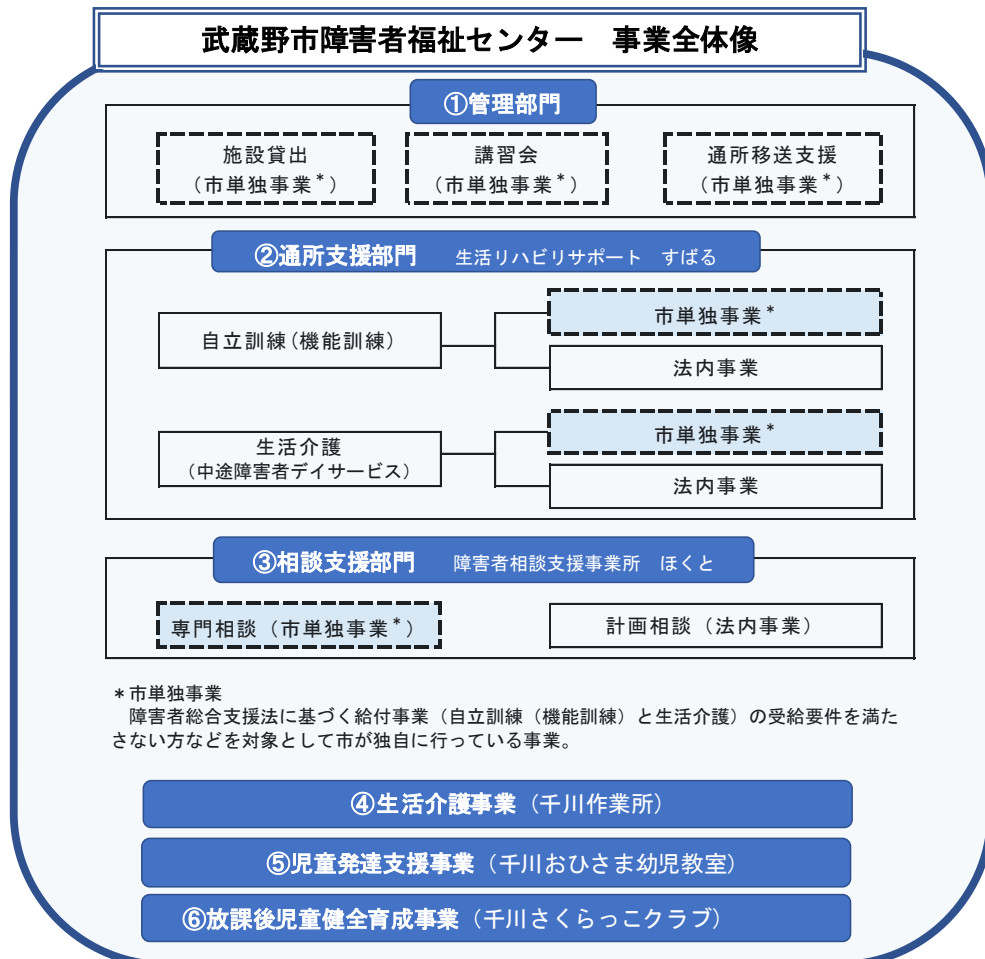 武蔵野市障害者福祉センター　事業全体像
①管理部門
施設貸出
（市単独事業*）
講習会
（市単独事業*）
通所移送支援
（市単独事業*）
②通所支援部門　生活リハビリサポート　すばる
自立訓練（機能訓練）
市単独事業*
法内事業
生活介護
（中途障害者デイサービス）
市単独事業*
法内事業
③相談支援部門　障害者相談支援事業所　ほくと
専門相談（市単独事業*）
計画相談（法内事業）
*市単独事業
　障害者総合支援法に基づく給付事業（自立訓練（機能訓練）と生活介護）の受給要件を満た
さない方などを対象として市が独自に行っている事業。
④生活介護事業（千川作業所）
⑤児童発達支援事業（千川おひさま幼児教室）
⑥放課後児童健全育成事業（千川さくらっこクラブ）